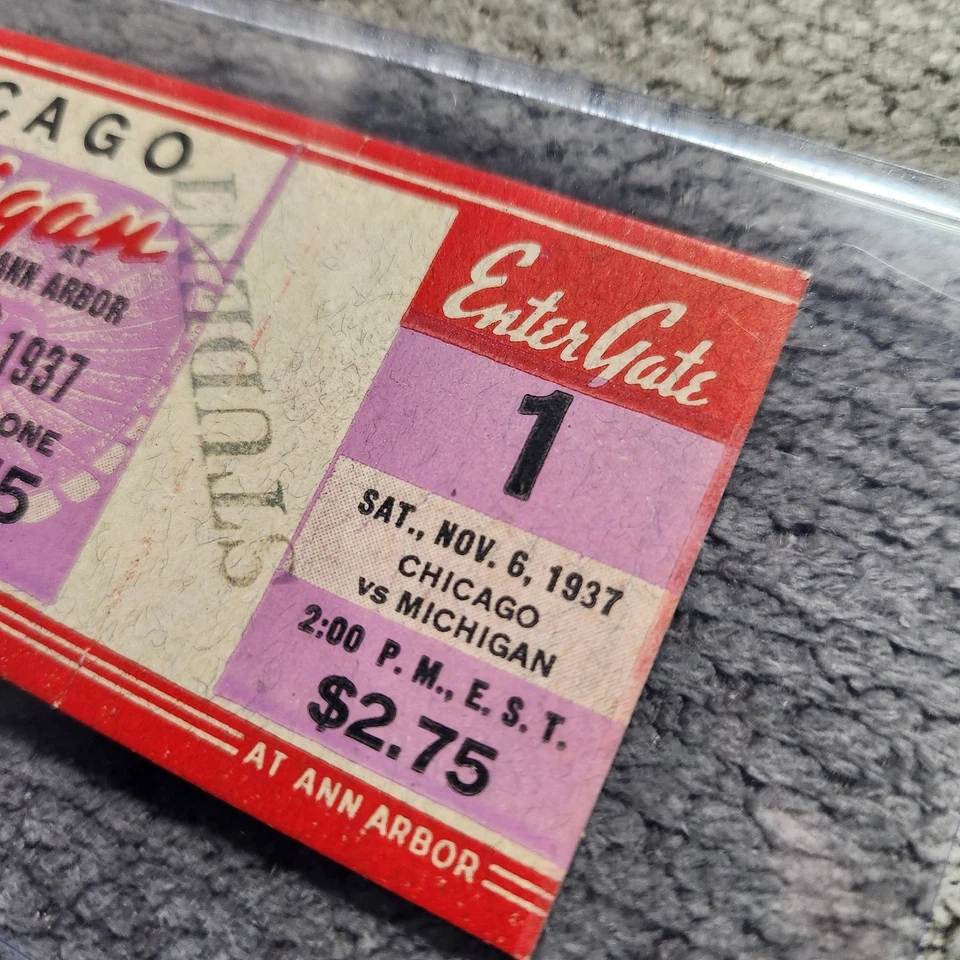 CAGO
igan
AT
ANN ARBOR
1937
ONE
5
STUDENT
Enter Gate
1
SAT., NOV. 6, 1937
CHICAGO
VS MICHIGAN
2:00 P. M., E. S. T.
$2.75
AT ANN ARBOR